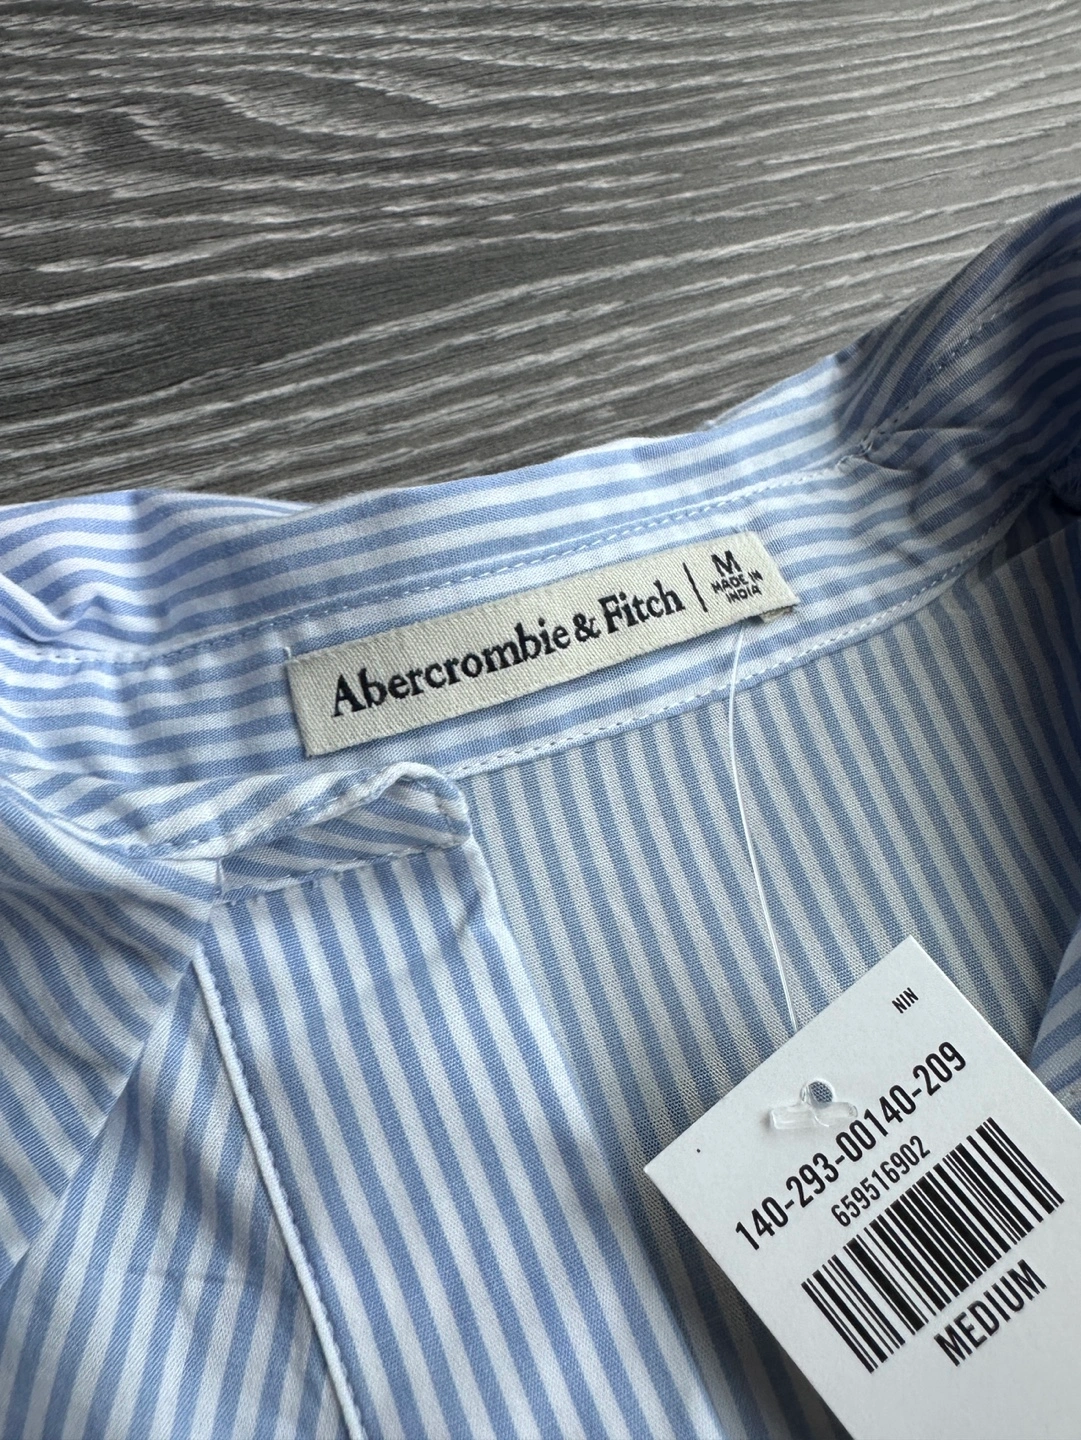 Abercrombie & Fitch | M
MADE IN
INDIA
NIN
140-293-00140-209
659516902
MEDIUM